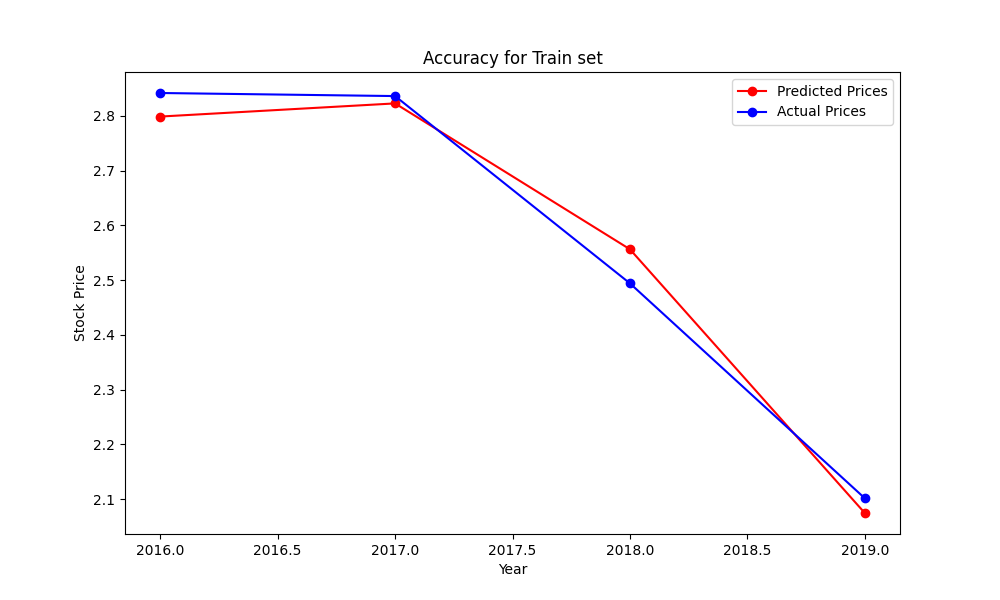 Accuracy for Train set
Predicted Prices
Actual Prices
2.8
2.7
2.6
2.5
2.4
2.3
2.2
2.1
Stock Price
2016.0 2016.5 2017.0 2017.5 2018.0 2018.5 2019.0
Year